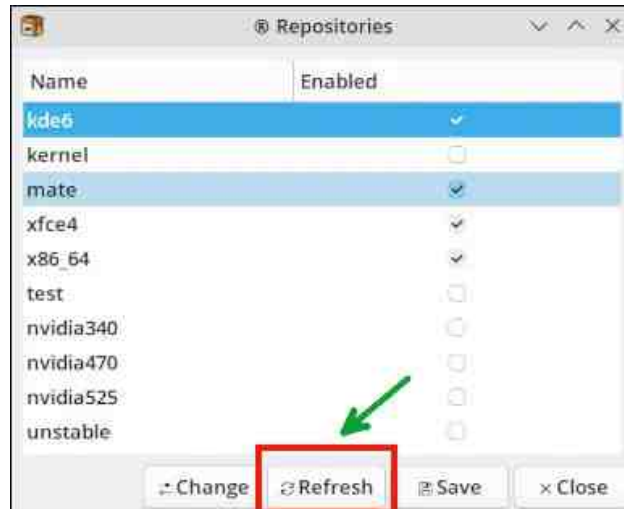 ® Repositories
Name Enabled
kde6
kernel
mate
xfce4
x86_64
test
nvidia340
nvidia470
nvidia525
unstable
Change Refresh Save Close